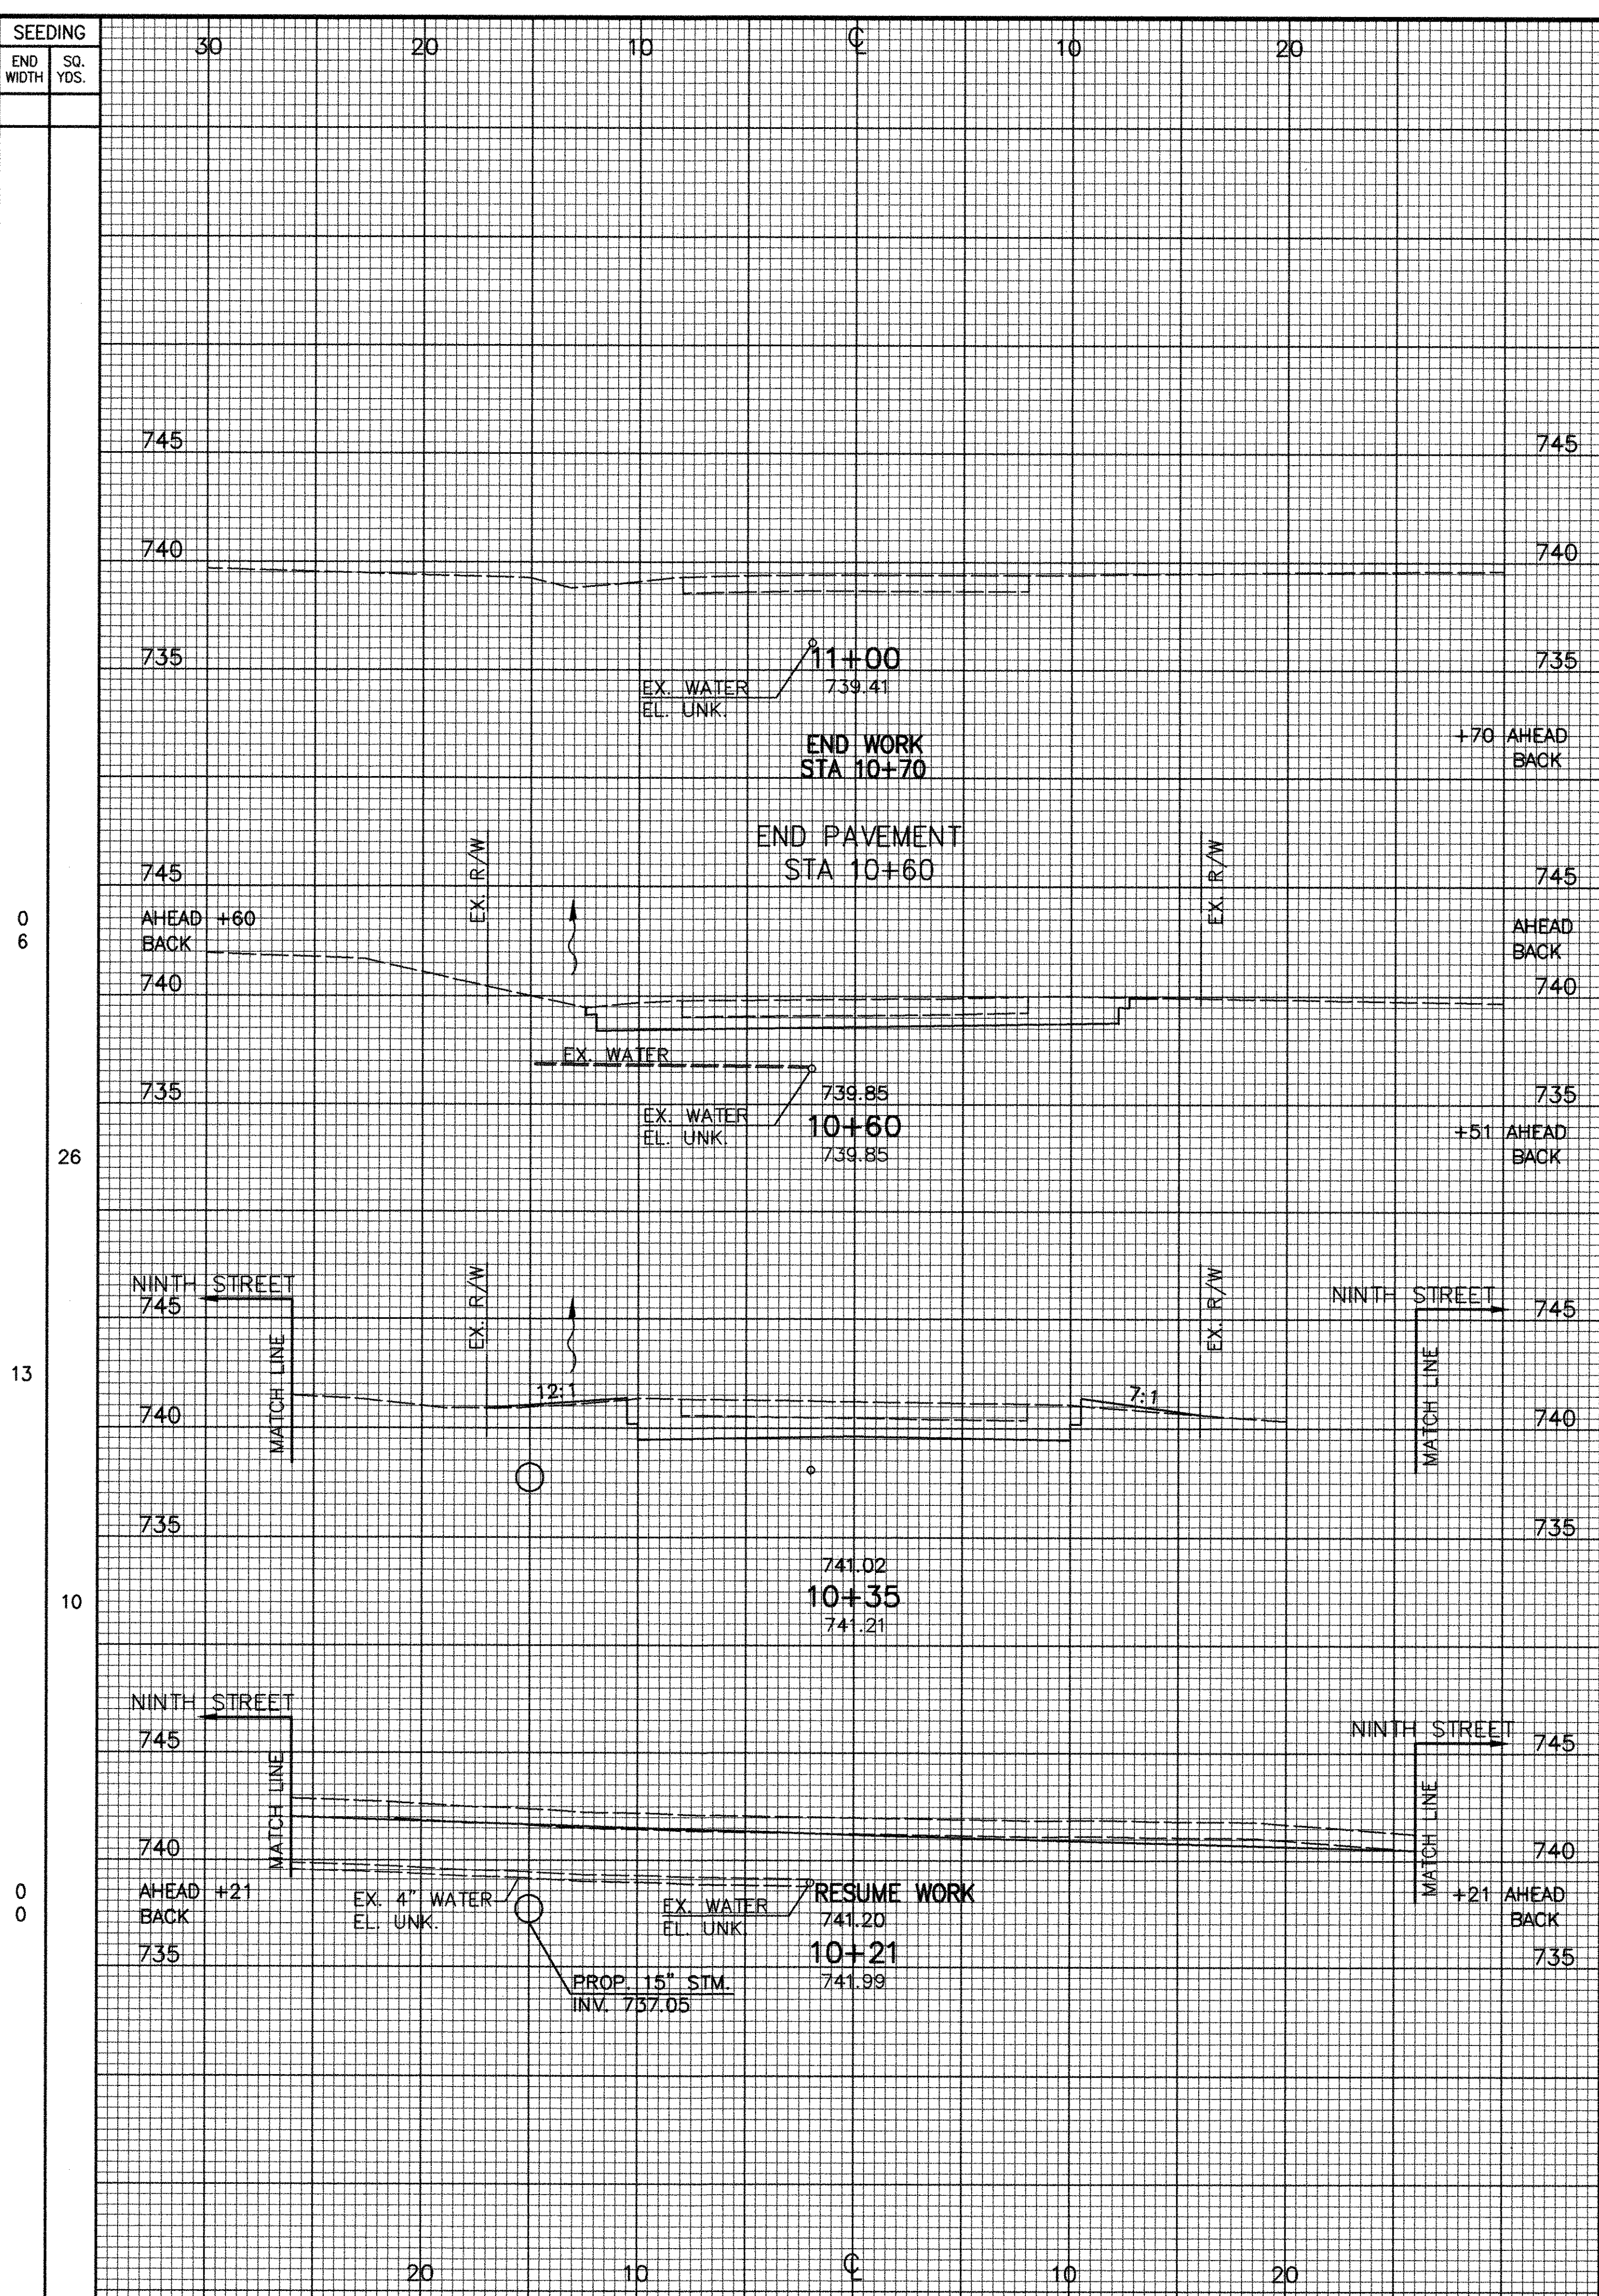 SEEDING
END WIDTH
SQ. YDS.
30 20 10 ℄ 10 20
745 745
740 740
735 11+00 735
EX. WATER 739.41
EL. UNK.
END WORK +70 AHEAD
STA 10+70 BACK
END PAVEMENT
STA 10+60
EX. R/W EX. R/W
745 745
0 AHEAD +60 AHEAD
6 BACK BACK
740 740
EX. WATER
735 739.85 735
EX. WATER 10+60 +51 AHEAD
EL. UNK. 739.85 BACK
26
NINTH STREET EX. R/W EX. R/W NINTH STREET
745 745
MATCH LINE MATCH LINE
13
12:1 7:1
740 740
735 735
741.02
10 10+35
741.21
NINTH STREET NINTH STREET
745 745
MATCH LINE MATCH LINE
740 740
0 AHEAD +21 EX. 4" WATER EX. WATER RESUME WORK +21 AHEAD
0 BACK EL. UNK. EL. UNK. 741.20 BACK
735 10+21 735
PROP. 15" STM. 741.99
INV. 737.05
20 10 ℄ 10 20